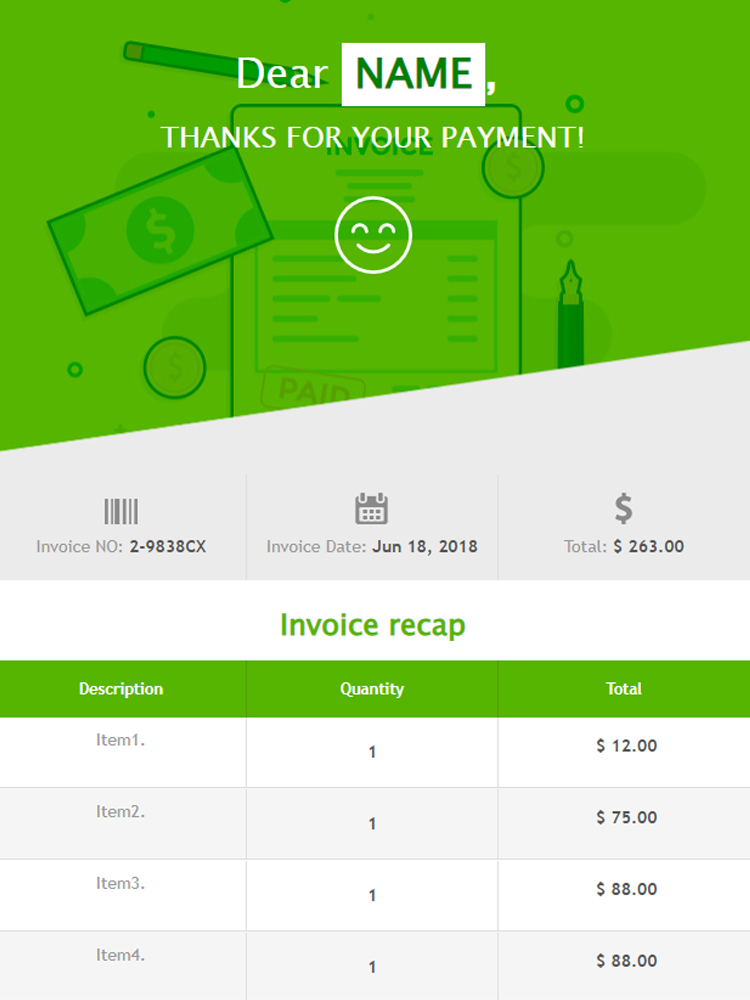 Dear NAME,
THANKS FOR YOUR PAYMENT!
INVOICE
$
$
$
PAID
$
Invoice NO: 2-9838CX
Invoice Date: Jun 18, 2018
Total: $ 263.00
Invoice recap
Description Quantity Total
Item1. 1 $ 12.00
Item2. 1 $ 75.00
Item3. 1 $ 88.00
Item4. 1 $ 88.00